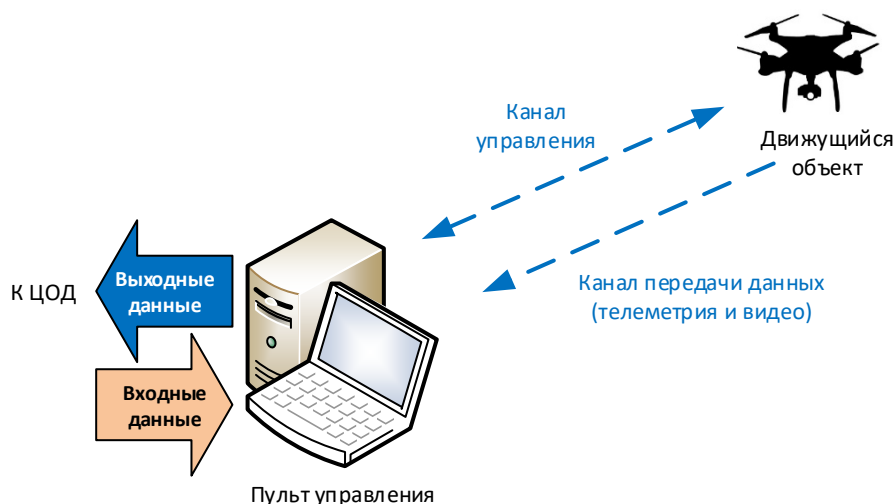 Канал
управления
Движущийся
объект
К ЦОД
Выходные
данные
Канал передачи данных
(телеметрия и видео)
Входные
данные
Пульт управления